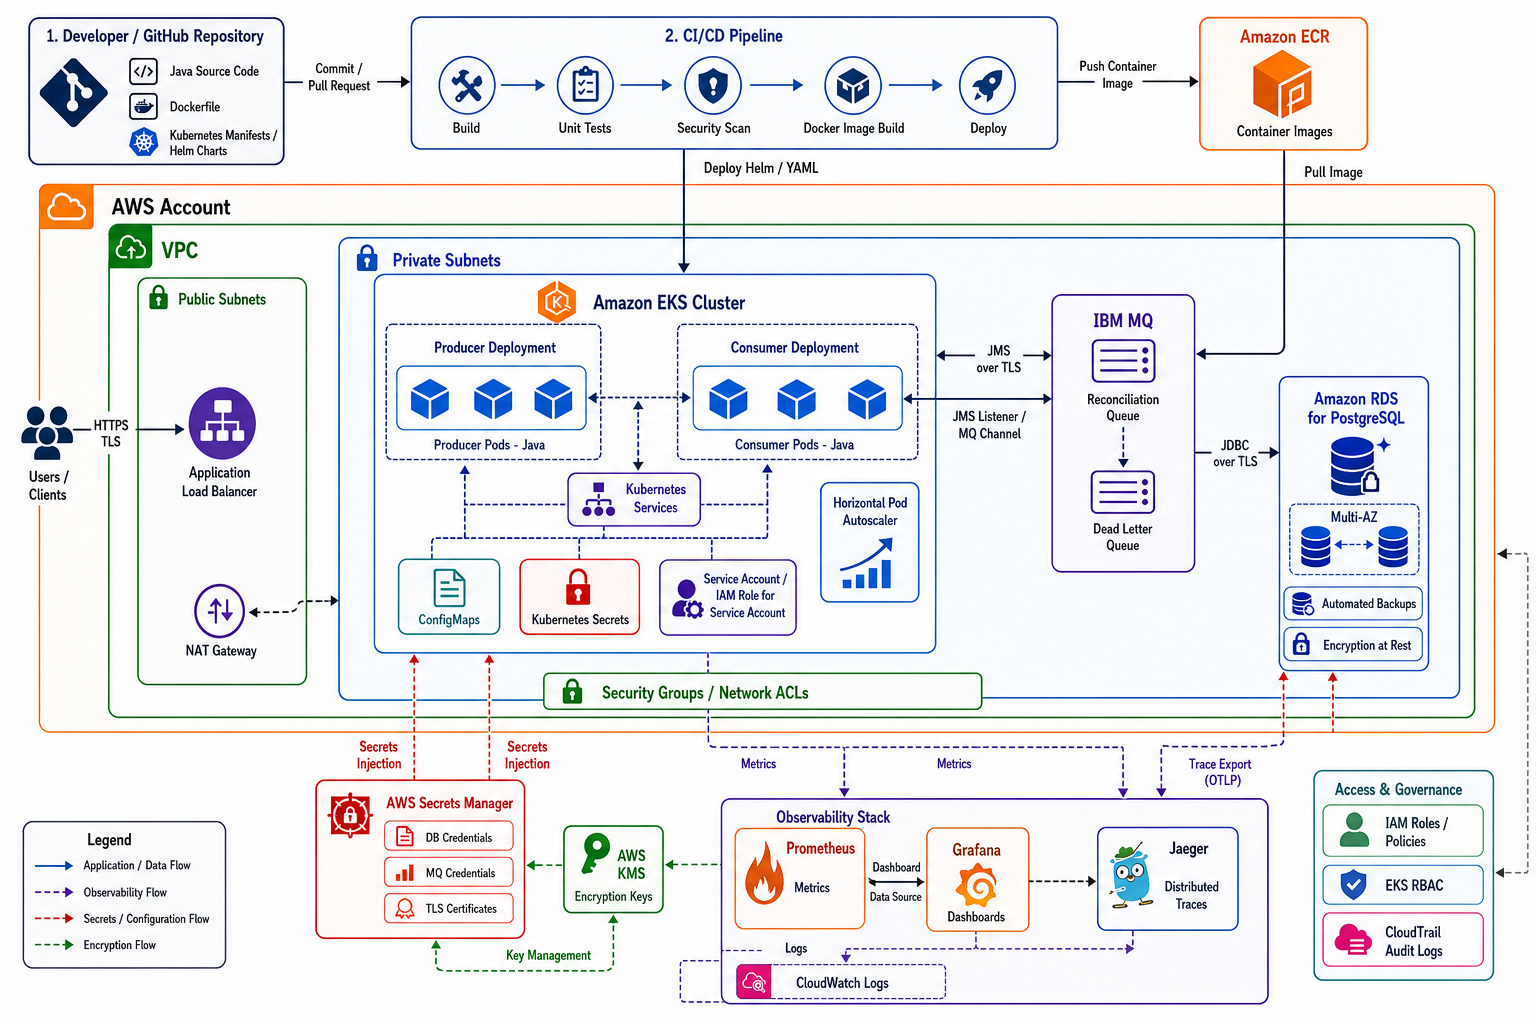 1. Developer / GitHub Repository
Java Source Code
Dockerfile
Kubernetes Manifests /
Helm Charts
Commit /
Pull Request
2. CI/CD Pipeline
Build
Unit Tests
Security Scan
Docker Image Build
Deploy
Push Container
Image
Amazon ECR
Container Images
Deploy Helm / YAML
Pull Image
AWS Account
VPC
Public Subnets
Private Subnets
Users /
Clients
HTTPS
TLS
Application
Load Balancer
NAT Gateway
Amazon EKS Cluster
Producer Deployment
Producer Pods - Java
Consumer Deployment
Consumer Pods - Java
Kubernetes
Services
Horizontal Pod
Autoscaler
ConfigMaps
Kubernetes Secrets
Service Account /
IAM Role for
Service Account
JMS
over TLS
JMS Listener /
MQ Channel
IBM MQ
Reconciliation
Queue
Dead Letter
Queue
JDBC
over TLS
Amazon RDS
for PostgreSQL
Multi-AZ
Automated Backups
Encryption at Rest
Security Groups / Network ACLs
Secrets
Injection
Secrets
Injection
Metrics
Metrics
Trace Export
(OTLP)
Legend
Application / Data Flow
Observability Flow
Secrets / Configuration Flow
Encryption Flow
AWS Secrets Manager
DB Credentials
MQ Credentials
TLS Certificates
AWS
KMS
Encryption Keys
Key Management
Observability Stack
Prometheus
Metrics
Dashboard
Data Source
Grafana
Dashboards
Jaeger
Distributed
Traces
Logs
CloudWatch Logs
Access & Governance
IAM Roles /
Policies
EKS RBAC
CloudTrail
Audit Logs